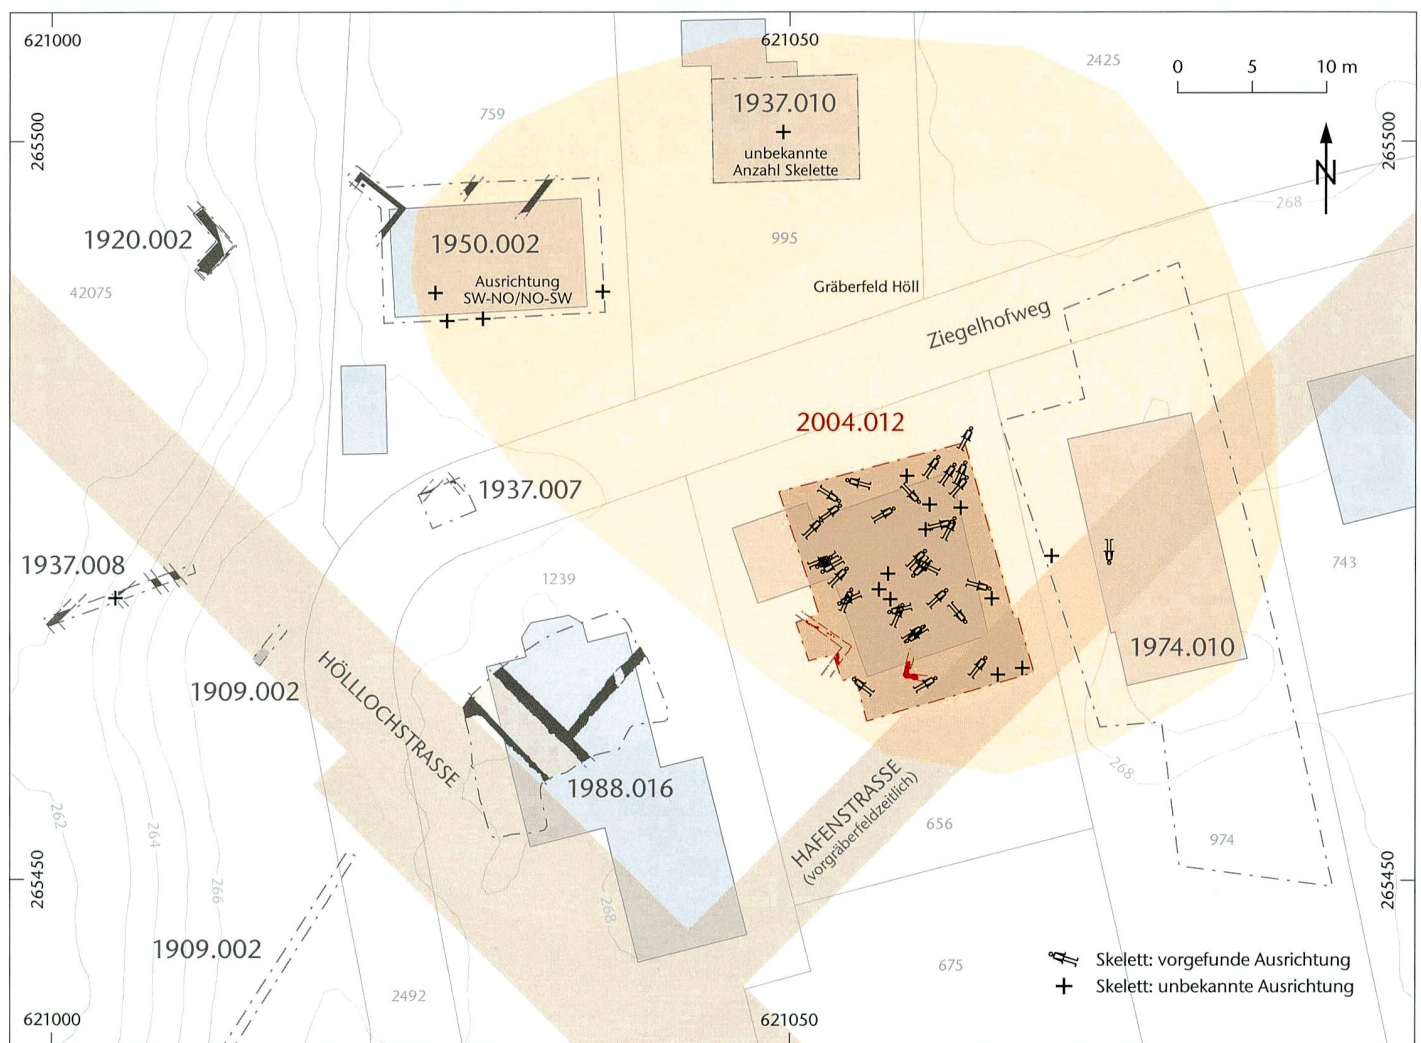 621000
621050
2425
0 5 10 m
1937.010
759
265500
265500
unbekannte
Anzahl Skelette
N
268
1920.002
1950.002
995
Ausrichtung
SW-NO/NO-SW
Gräberfeld Höll
42075
Ziegelhofweg
2004.012
1937.007
1937.008
1239
743
1974.010
1909.002
HÖLLLOCHSTRASSE
1988.016
268
HAFENSTRASSE
(vorgräberfeldzeitlich)
262
264
656
974
266
265450
265450
268
1909.002
Skelett: vorgefunde Ausrichtung
675
Skelett: unbekannte Ausrichtung
2492
621000
621050